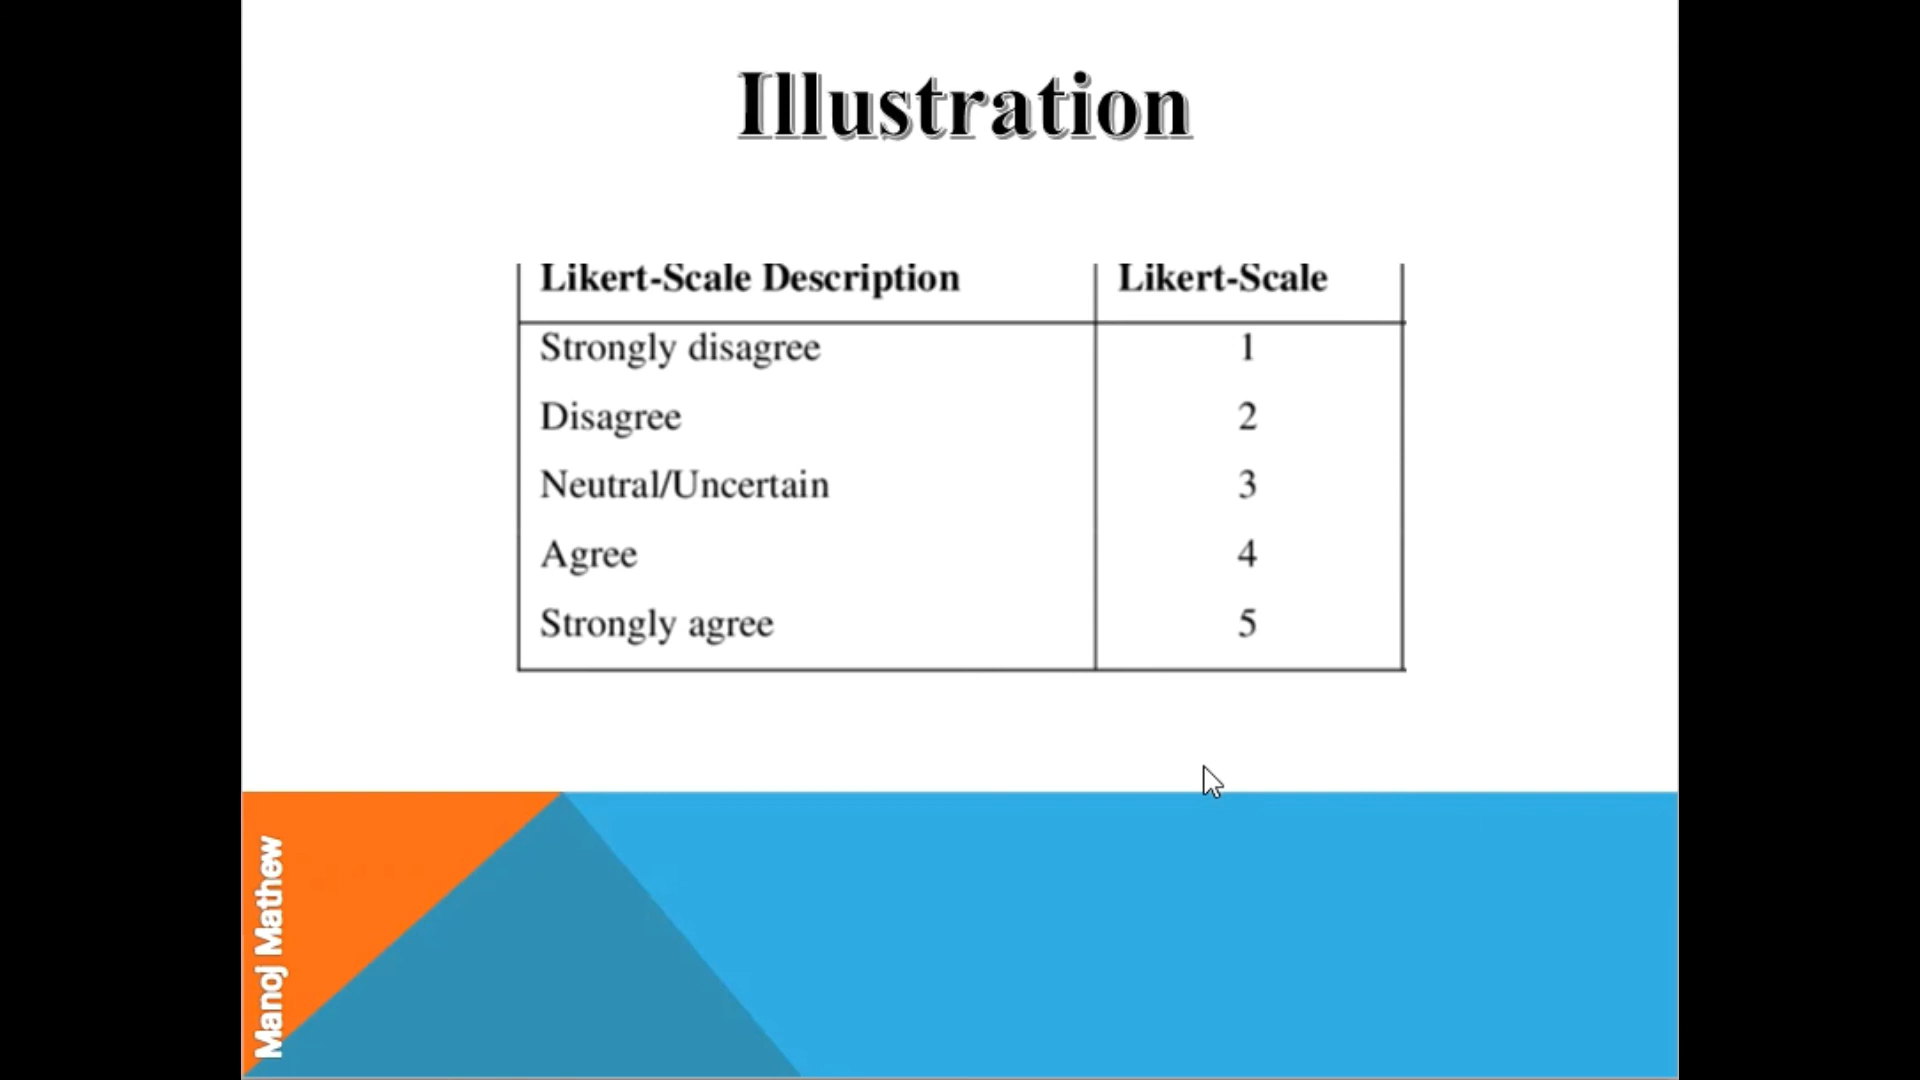 Illustration
Likert-Scale Description Likert-Scale
Strongly disagree 1
Disagree 2
Neutral/Uncertain 3
Agree 4
Strongly agree 5
Manoj Mathew